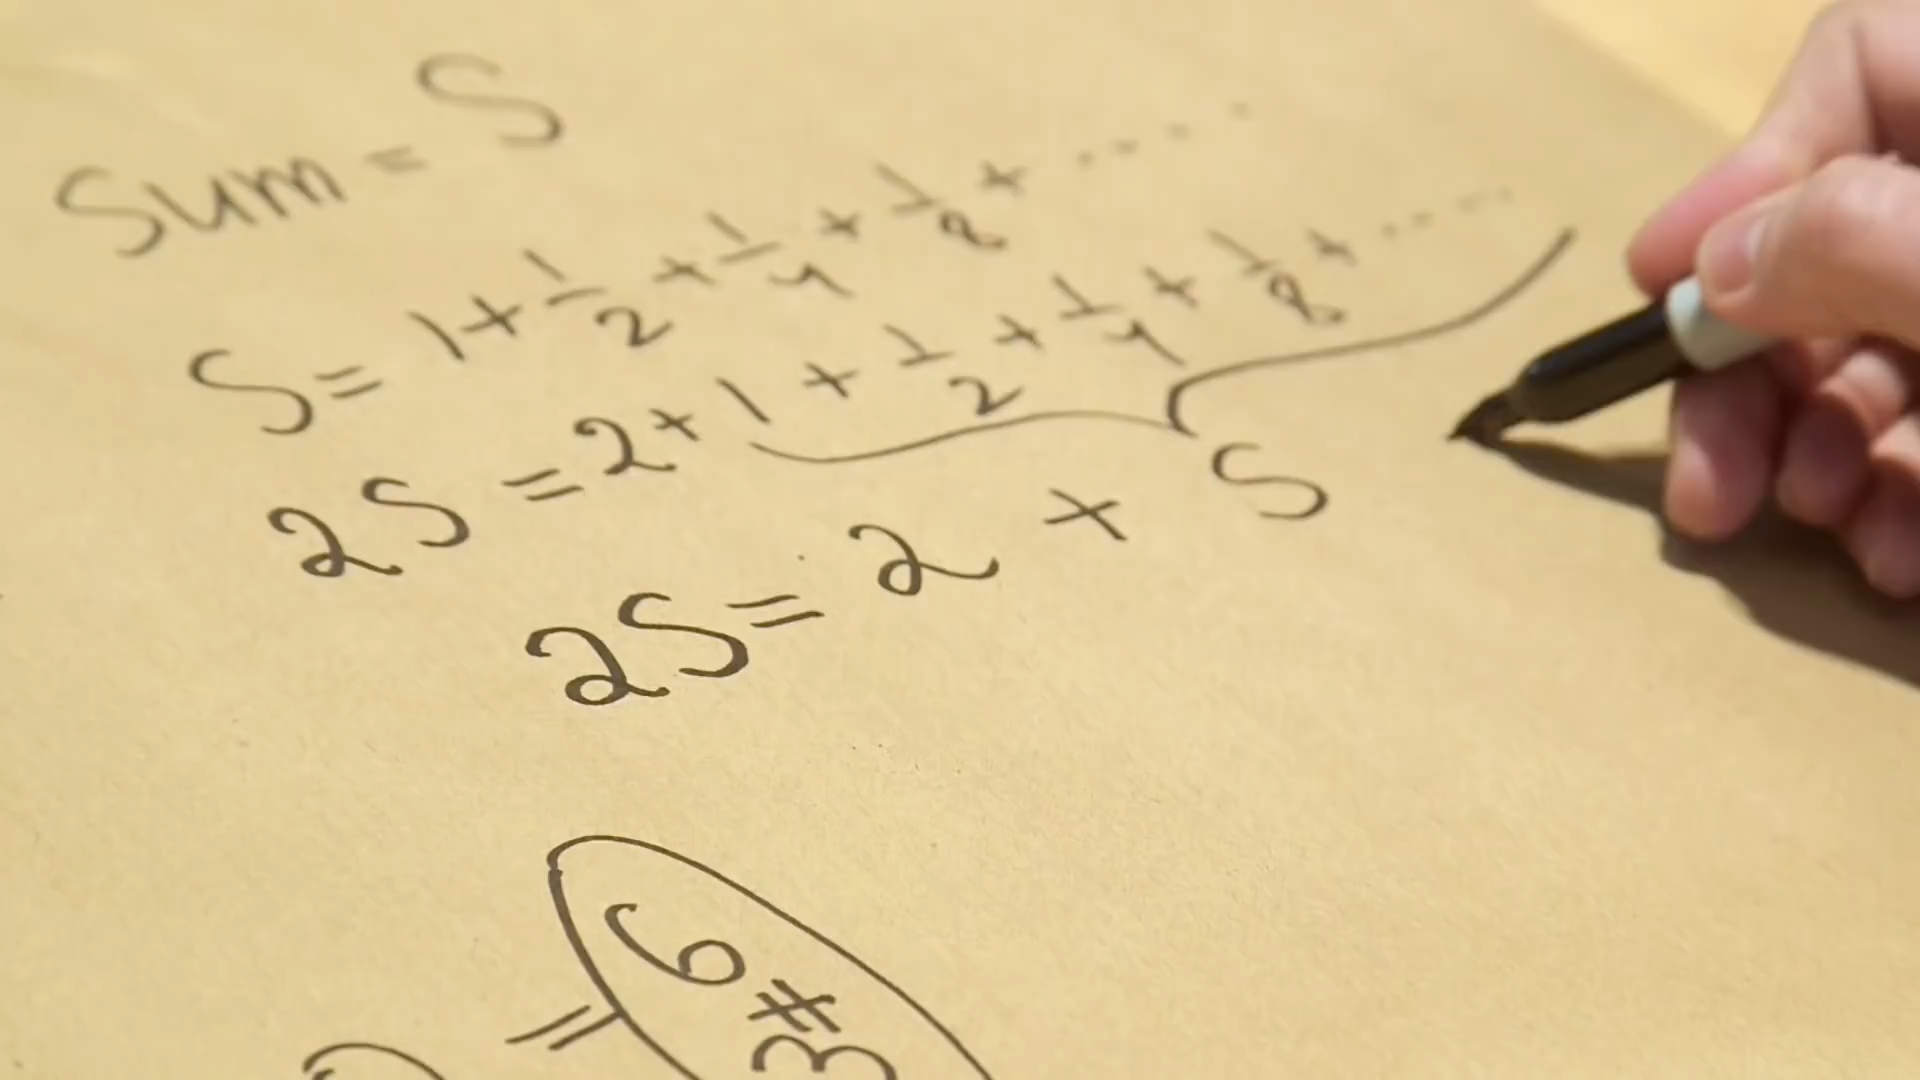 Sum = S
S = 1 + 1/2 + 1/4 + 1/8 + ....
2S = 2 + 1 + 1/2 + 1/4 + 1/8 + ....
2S = 2 + S
=
6